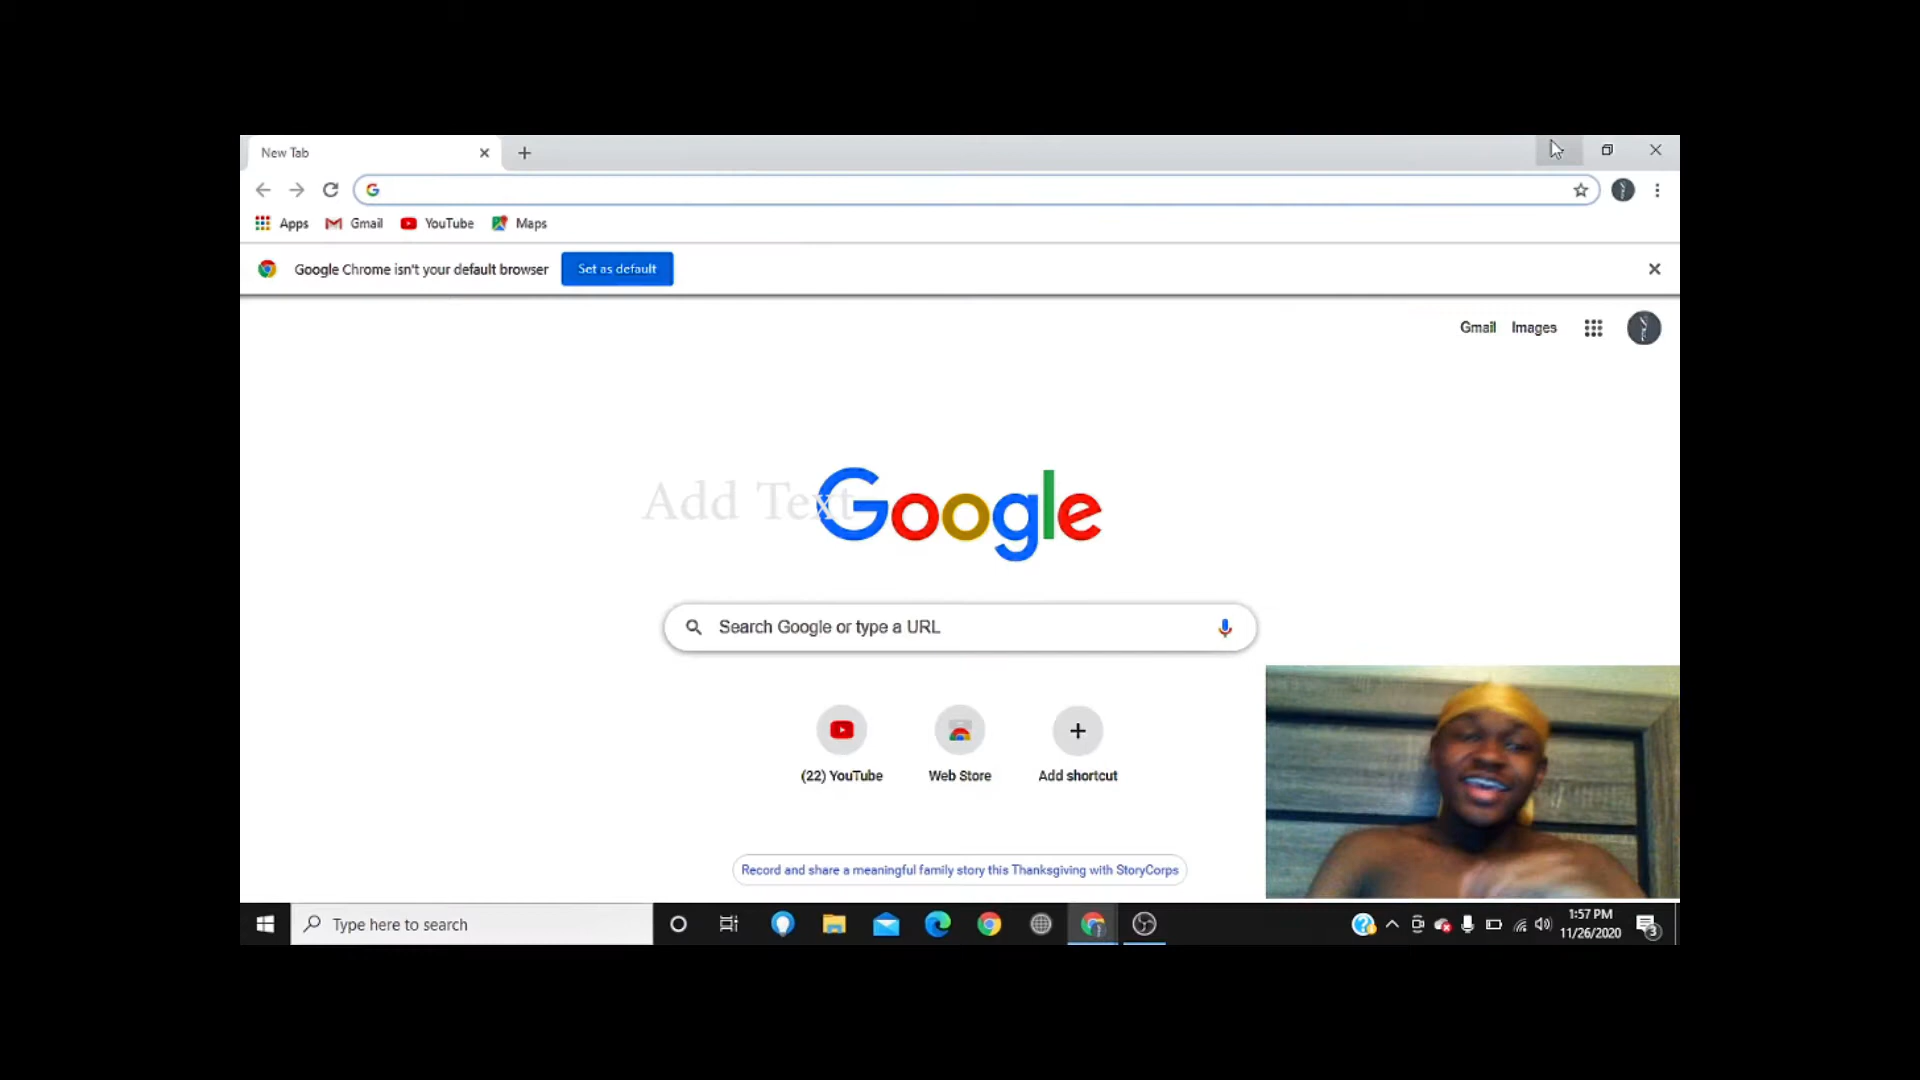 New Tab
Apps Gmail YouTube Maps
Google Chrome isn't your default browser Set as default
Gmail Images
Add Text
Google
Search Google or type a URL
(22) YouTube Web Store Add shortcut
Record and share a meaningful family story this Thanksgiving with StoryCorps
Type here to search
1:57 PM
11/26/2020
3